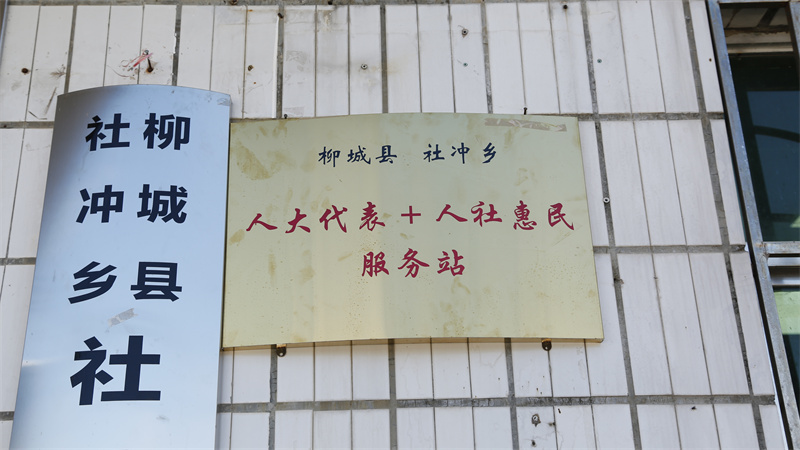 柳城县
社冲乡
社
柳城县 社冲乡
人大代表+人社惠民
服务站